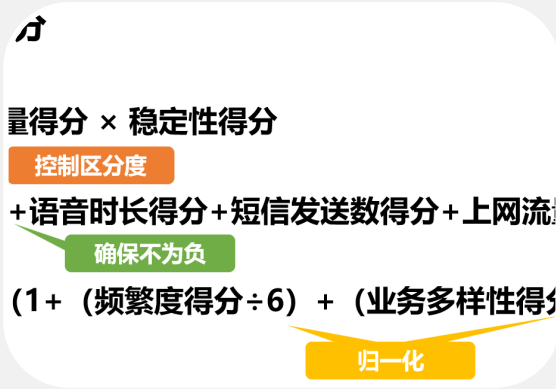 分
量得分 × 稳定性得分
控制区分度
+语音时长得分+短信发送数得分+上网流
确保不为负
(1+(频繁度得分÷6)+(业务多样性得分
归一化